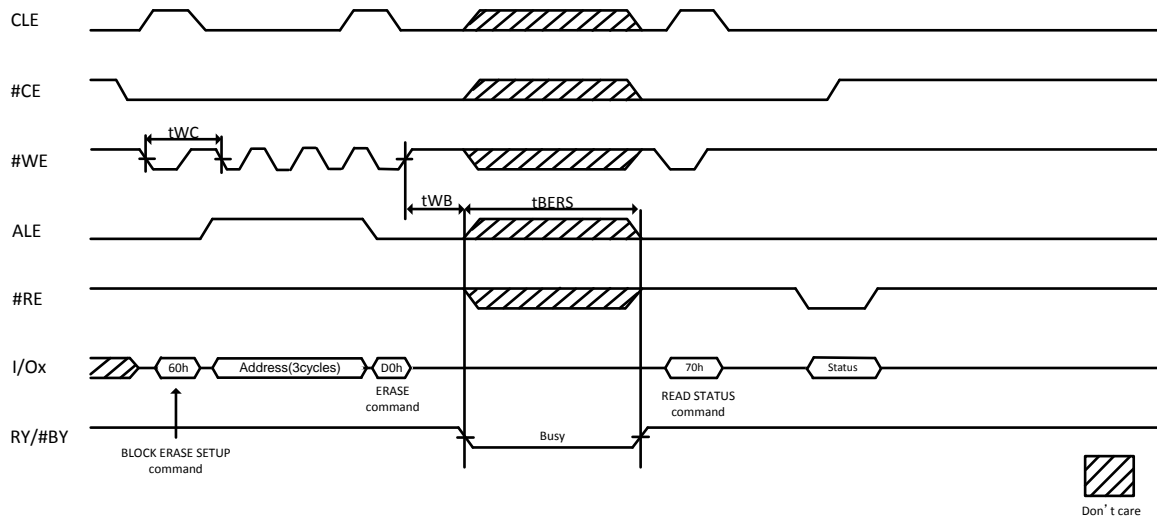 CLE
#CE
tWC
#WE
tWB
tBERS
ALE
#RE
I/Ox
60h
Address(3cycles)
D0h
70h
Status
ERASE
command
READ STATUS
command
RY/#BY
Busy
BLOCK ERASE SETUP
command
Don’t care